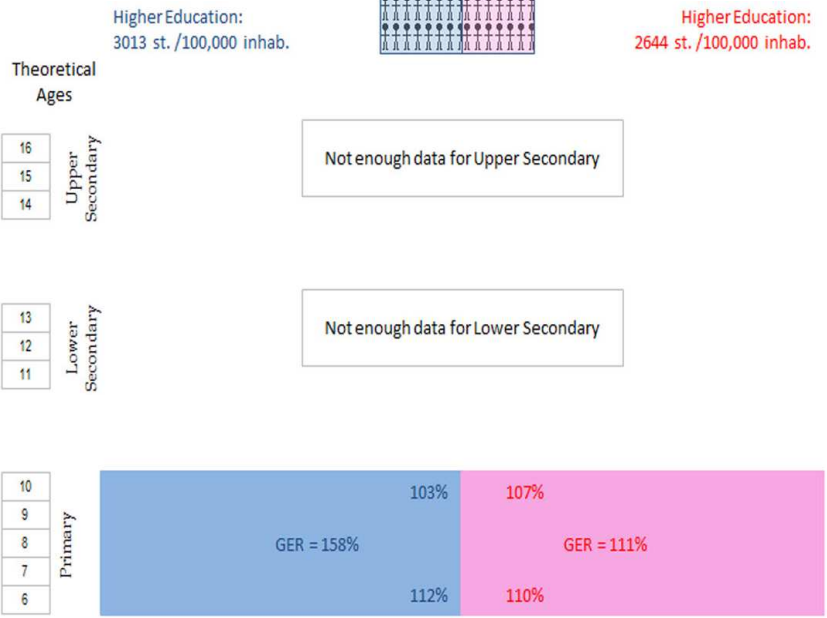 Higher Education:
3013 st. /100,000 inhab.
Higher Education:
2644 st. /100,000 inhab.
Theoretical
Ages
16
15
14
Upper
Secondary
Not enough data for Upper Secondary
13
12
11
Lower
Secondary
Not enough data for Lower Secondary
10
9
8
7
6
Primary
103%
107%
GER = 158%
GER = 111%
112%
110%